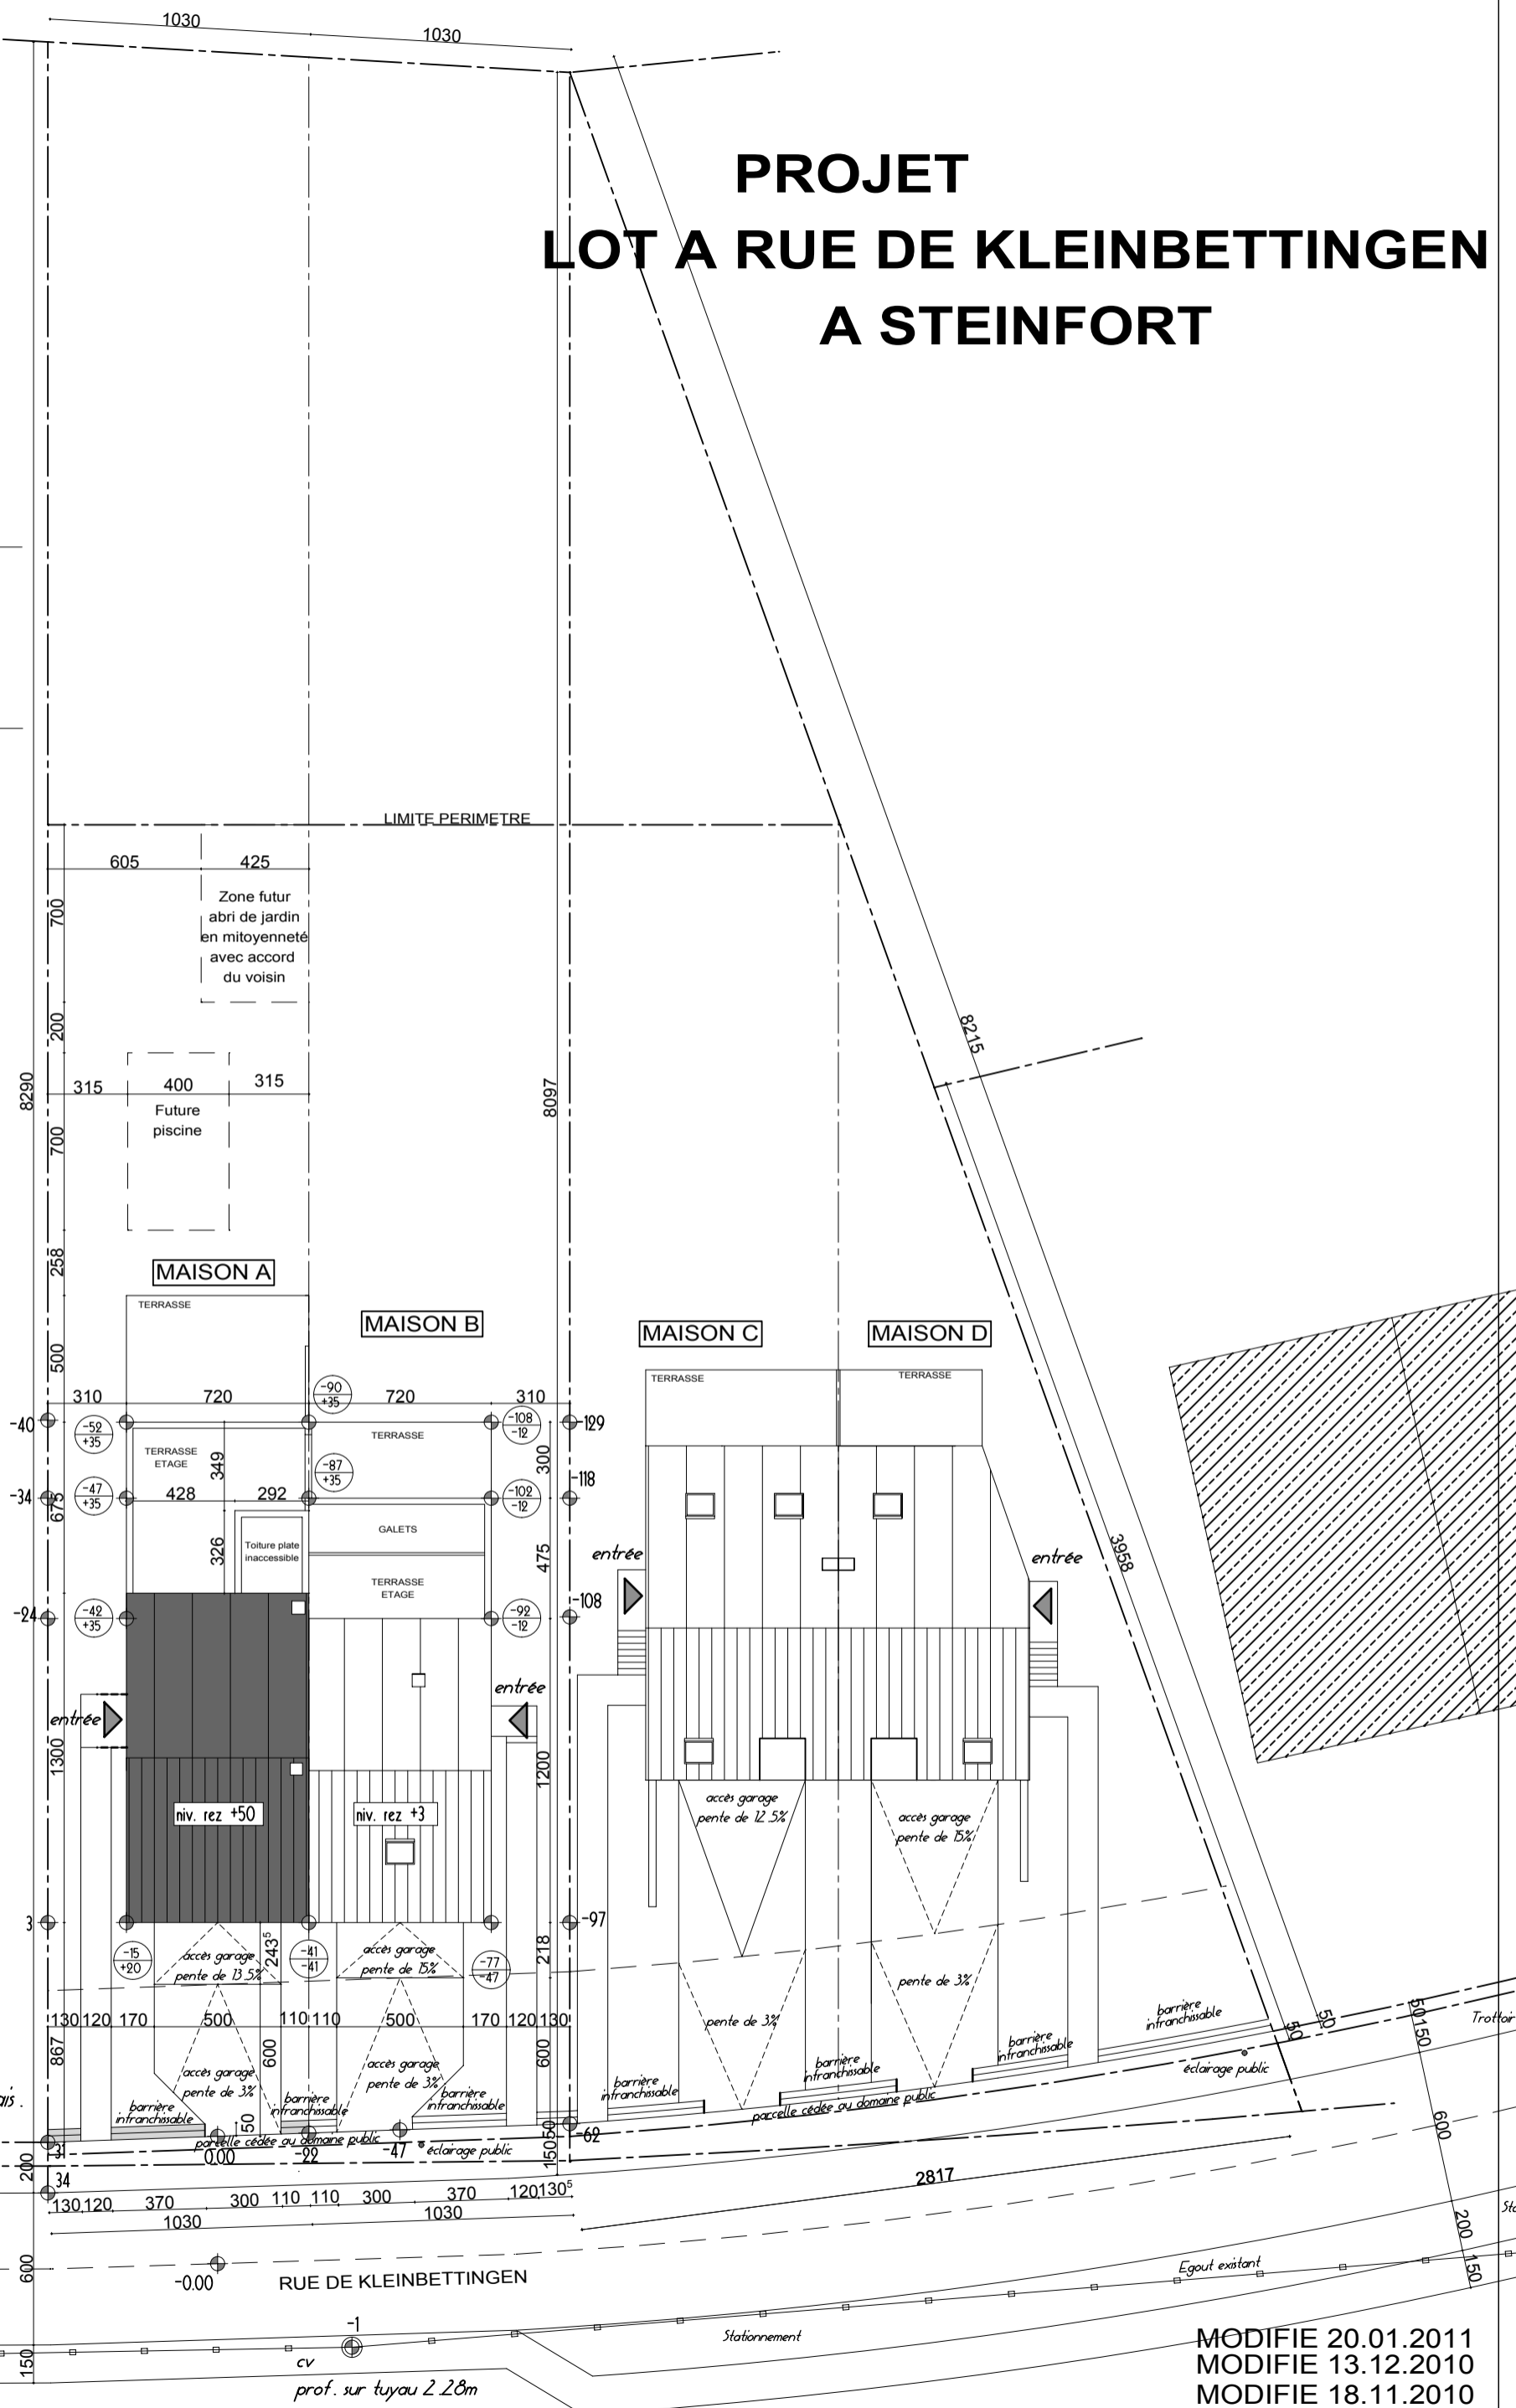 1030
1030
PROJET
LOT A RUE DE KLEINBETTINGEN
A STEINFORT
LIMITE PERIMETRE
605
425
Zone futur
abri de jardin
en mitoyenneté
avec accord
du voisin
700
200
8215
315
400
315
Future
piscine
8290
700
8097
258
MAISON A
MAISON B
MAISON C
MAISON D
TERRASSE
TERRASSE
TERRASSE
500
310
720
-90
+35
720
310
-40
-52
+35
-108
-12
-129
TERRASSE
TERRASSE
ETAGE
349
300
-87
+35
-118
-34
-47
+35
428
292
-102
-12
675
326
Toiture plate
inaccessible
GALETS
475
entrée
entrée
3958
TERRASSE
ETAGE
-24
-42
+35
-92
-12
-108
entrée
entrée
1300
1200
niv. rez +50
niv. rez +3
accès garage
pente de 12.5%
accès garage
pente de 15%
3
-97
-15
+20
accès garage
pente de 13.5%
243⁵
-41
-41
accès garage
pente de 15%
-77
-47
218
pente de 3%
130
120
170
500
110
110
500
170
120
130
pente de 3%
barrière
infranchissable
50
50
50
150
Trottoir
867
600
600
accès garage
pente de 3%
accès garage
pente de 3%
barrière
infranchissable
barrière
infranchissable
barrière
infranchissable
barrière
infranchissable
barrière
infranchissable
barrière
infranchissable
éclairage public
parcelle cédée au domaine public
ais.
50
parcelle cédée au domaine public
-31
0.00
-22
-47
éclairage public
-62
50
150
600
200
34
2817
130
120
370
300
110
110
300
370
120
130⁵
1030
1030
200
150
600
-0.00
RUE DE KLEINBETTINGEN
Egout existant
-1
Stationnement
150
cv
prof. sur tuyau 2.28m
MODIFIE 20.01.2011
MODIFIE 13.12.2010
MODIFIE 18.11.2010